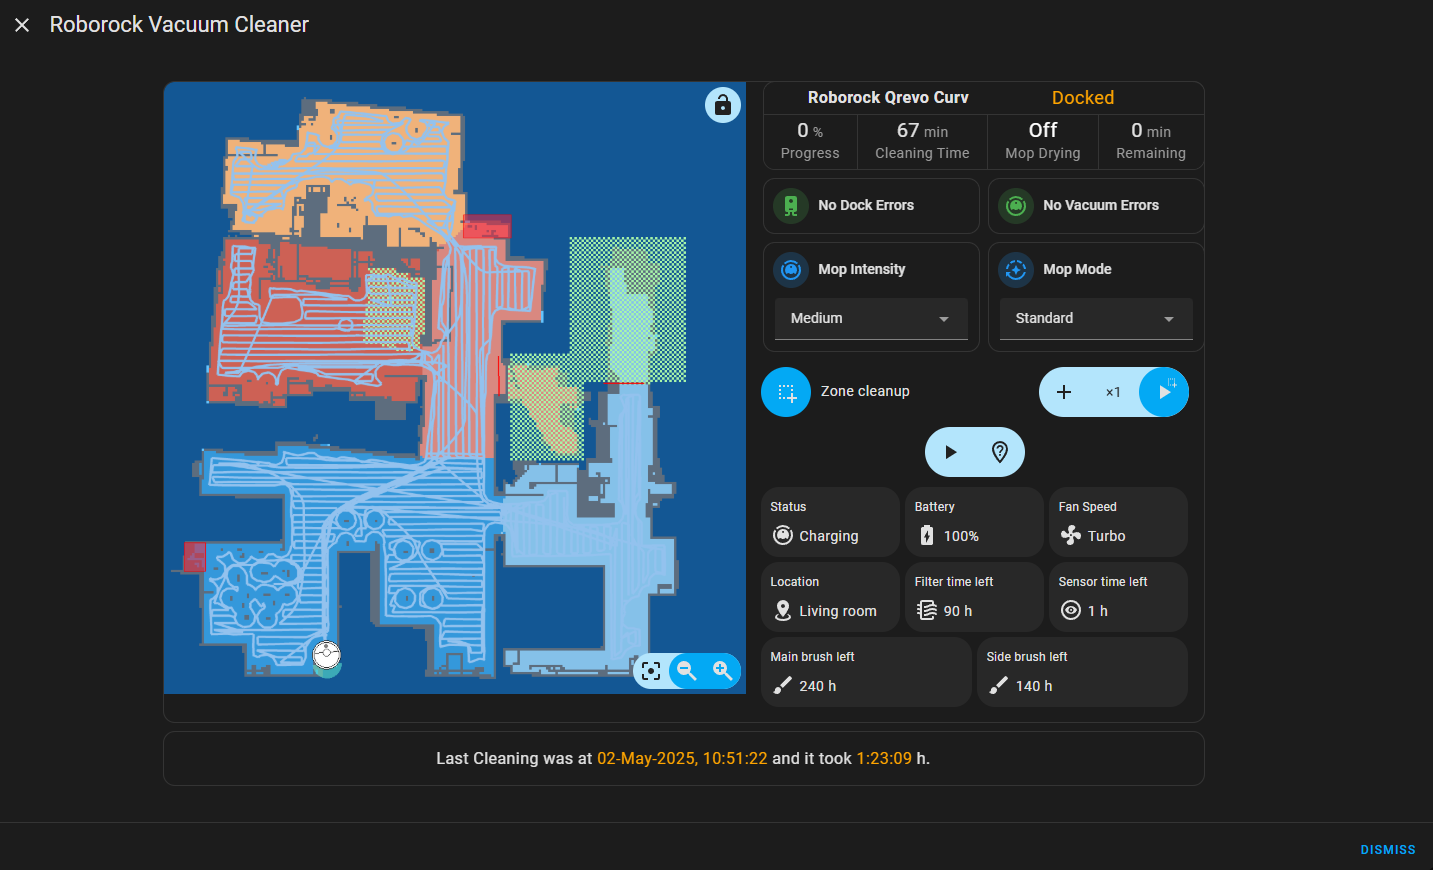 Roborock Vacuum Cleaner
Roborock Qrevo Curv
Docked
0 %
Progress
67 min
Cleaning Time
Off
Mop Drying
0 min
Remaining
No Dock Errors
No Vacuum Errors
Mop Intensity
Medium
Mop Mode
Standard
Zone cleanup
×1
Status
Charging
Battery
100%
Fan Speed
Turbo
Location
Living room
Filter time left
90 h
Sensor time left
1 h
Main brush left
240 h
Side brush left
140 h
Last Cleaning was at 02-May-2025, 10:51:22 and it took 1:23:09 h.
DISMISS